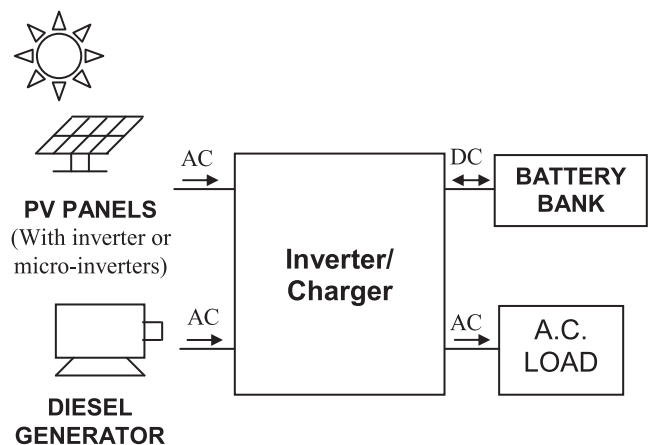 AC
PV PANELS
(With inverter or
micro-inverters)
AC
DIESEL
GENERATOR
Inverter/
Charger
DC
BATTERY
BANK
AC
A.C.
LOAD